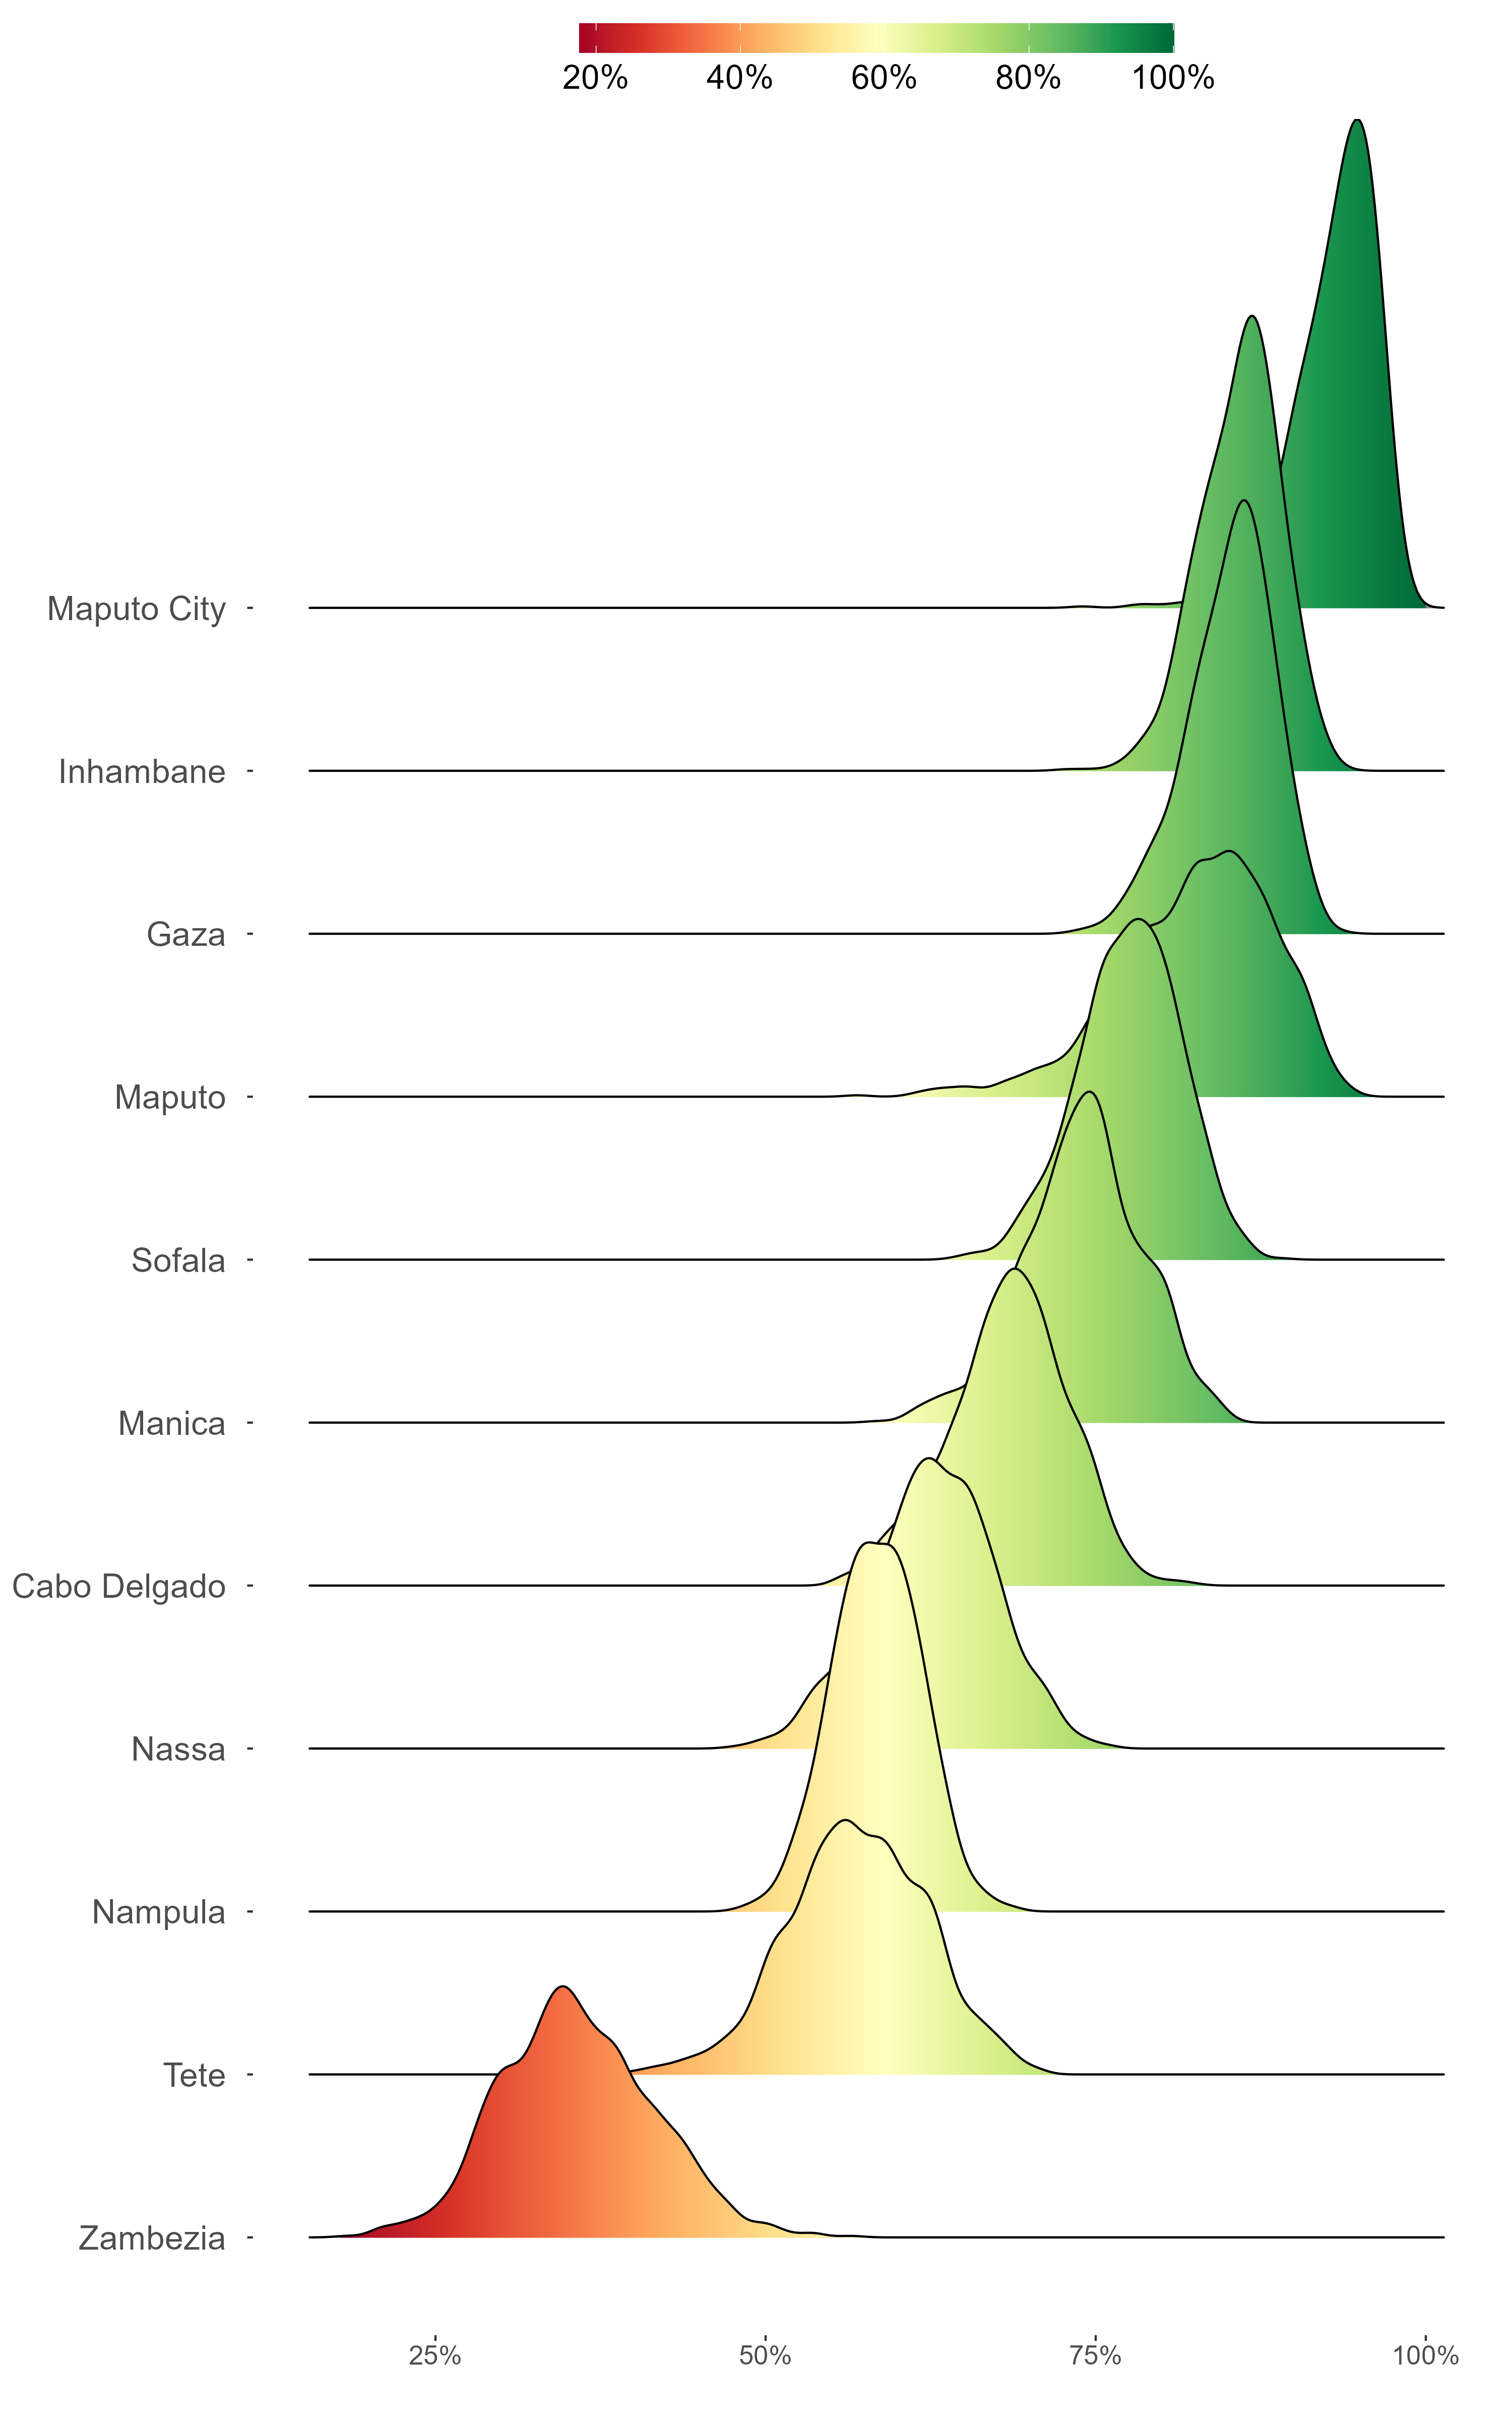 20% 40% 60% 80% 100%
Maputo City
Inhambane
Gaza
Maputo
Sofala
Manica
Cabo Delgado
Nassa
Nampula
Tete
Zambezia
25% 50% 75% 100%